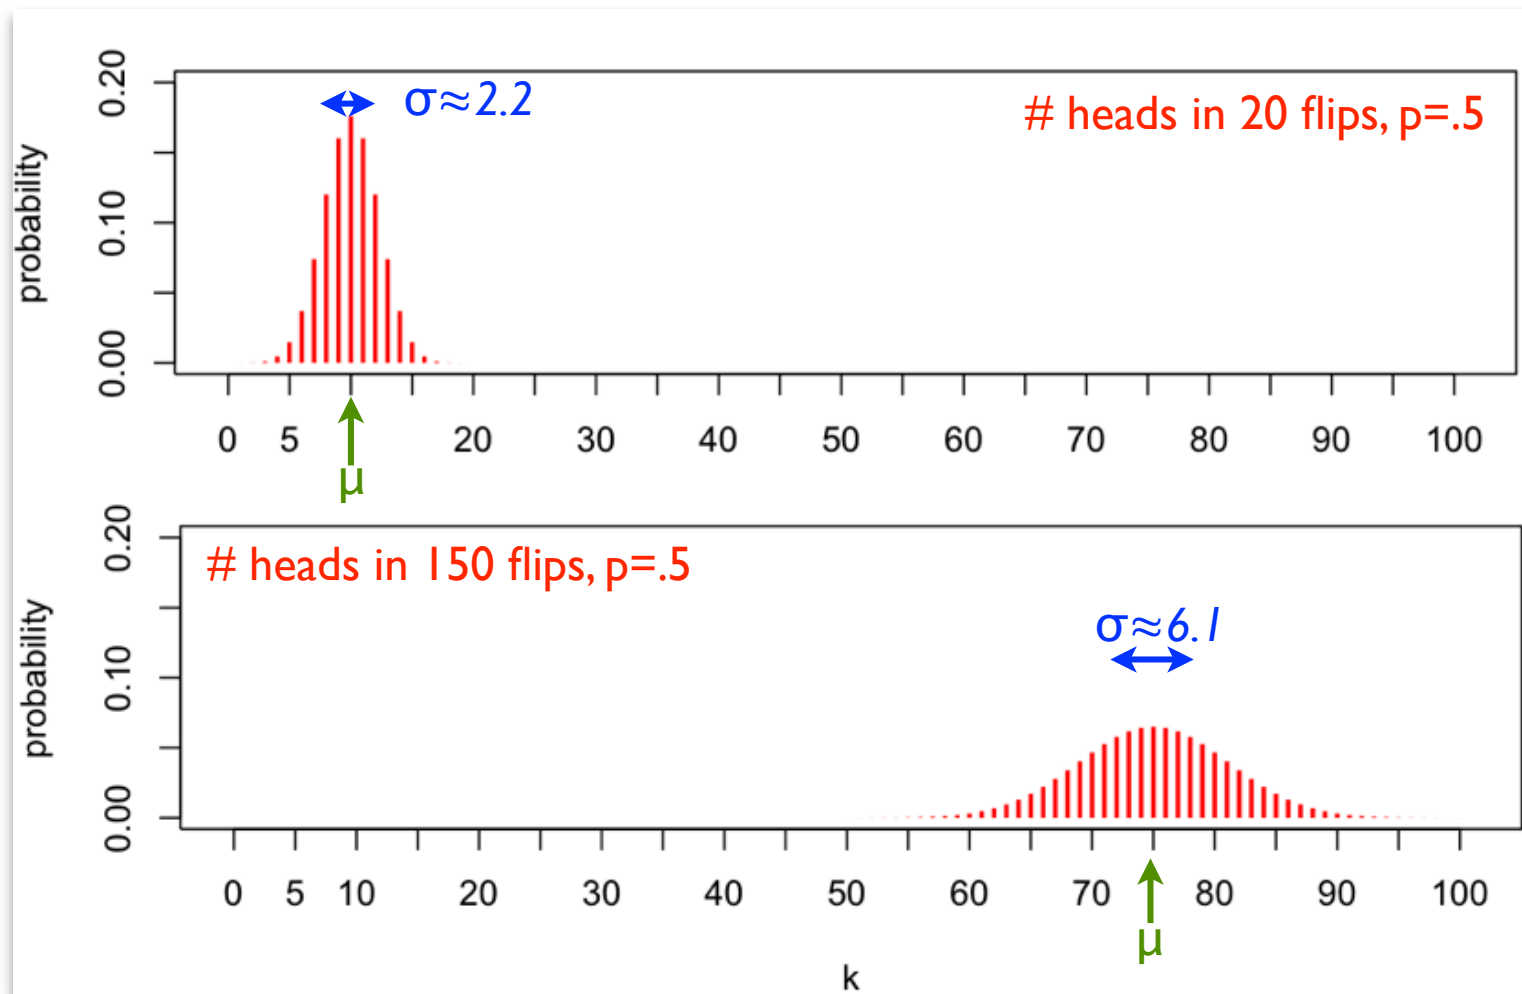 σ≈2.2
# heads in 20 flips, p=.5
probability
0.20
0.10
0.00
0 5 20 30 40 50 60 70 80 90 100
μ
# heads in 150 flips, p=.5
σ≈6.1
probability
0.20
0.10
0.00
0 5 10 20 30 40 50 60 70 80 90 100
μ
k